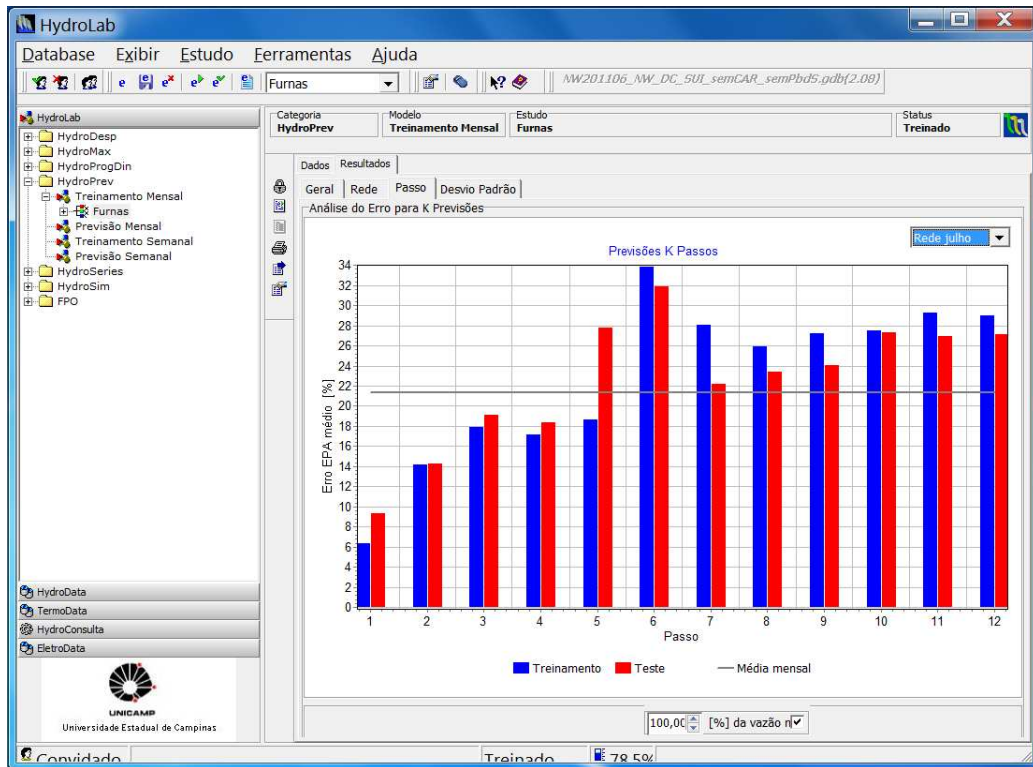 HydroLab
Database Exibir Estudo Ferramentas Ajuda
Furnas
NW201106_NW_DC_SUI_semCAR_semPbdS.gdb(2.08)
HydroLab
HydroDesp
HydroMax
HydroProgDin
HydroPrev
Treinamento Mensal
Furnas
Previsão Mensal
Treinamento Semanal
Previsão Semanal
HydroSeries
HydroSim
FPO
HydroData
TermoData
HydroConsulta
EletroData
UNICAMP
Universidade Estadual de Campinas
Categoria
HydroPrev
Modelo
Treinamento Mensal
Estudo
Furnas
Status
Treinado
Dados Resultados
Geral Rede Passo Desvio Padrão
Análise do Erro para K Previsões
Rede julho
Previsões K Passos
Erro EPA médio [%]
34
32
30
28
26
24
22
20
18
16
14
12
10
8
6
4
2
0
1 2 3 4 5 6 7 8 9 10 11 12
Passo
Treinamento Teste Média mensal
100,00 [%] da vazão n
Convidado Treinado 78.5%